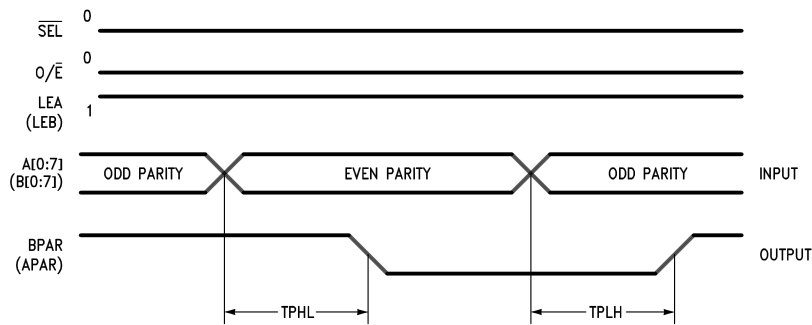 SEL 0
O/E 0
LEA
(LEB) 1
A[0:7]
(B[0:7]) ODD PARITY EVEN PARITY ODD PARITY INPUT
BPAR
(APAR) OUTPUT
TPHL TPLH